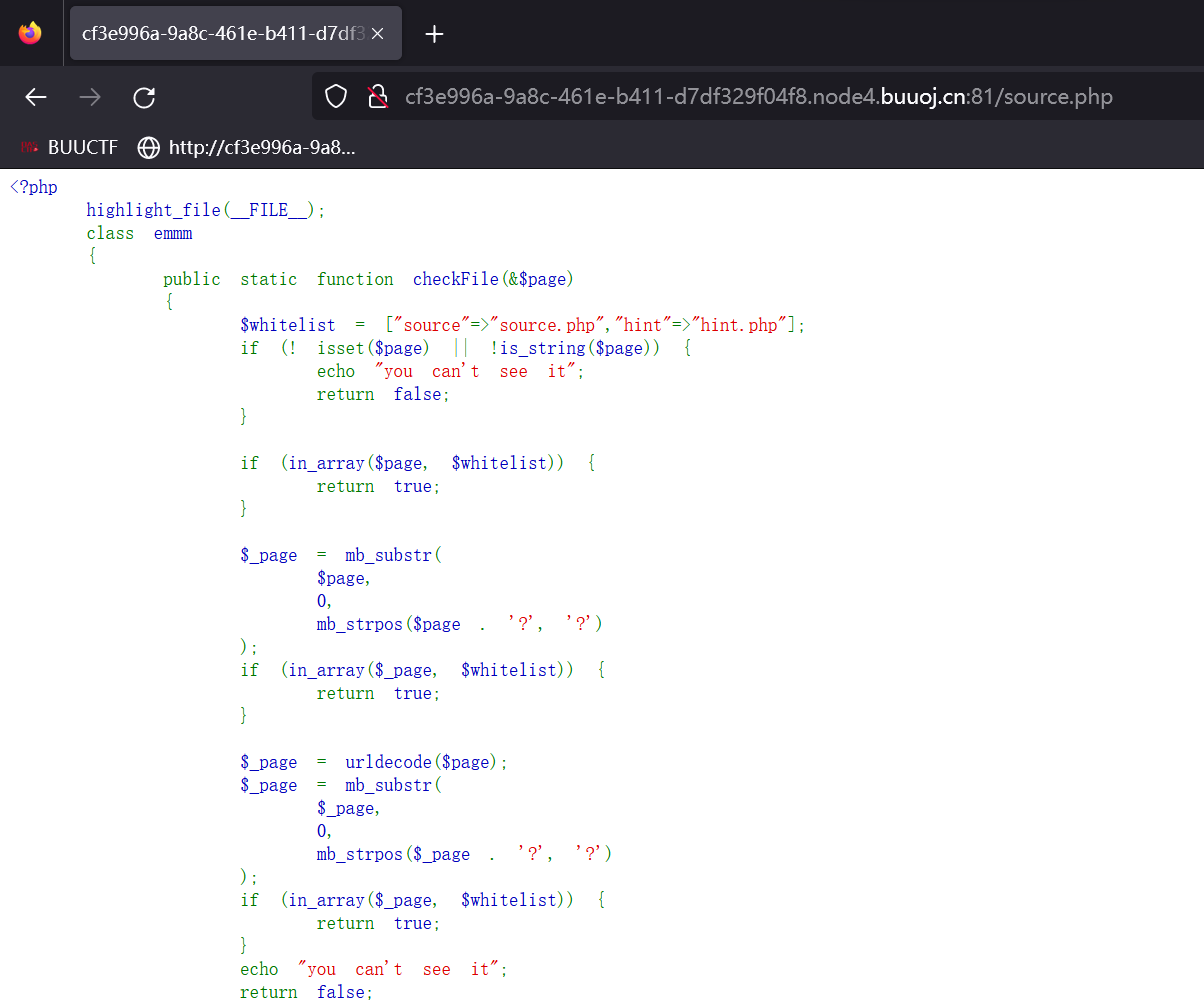 cf3e996a-9a8c-461e-b411-d7df3
cf3e996a-9a8c-461e-b411-d7df329f04f8.node4.buuoj.cn:81/source.php
BUUCTF http://cf3e996a-9a8...
<?php
highlight_file(__FILE__);
class emmm
{
public static function checkFile(&$page)
{
$whitelist = ["source"=>"source.php","hint"=>"hint.php"];
if (! isset($page) || !is_string($page)) {
echo "you can't see it";
return false;
}
if (in_array($page, $whitelist)) {
return true;
}
$_page = mb_substr(
$page,
0,
mb_strpos($page . '?', '?')
);
if (in_array($_page, $whitelist)) {
return true;
}
$_page = urldecode($page);
$_page = mb_substr(
$_page,
0,
mb_strpos($_page . '?', '?')
);
if (in_array($_page, $whitelist)) {
return true;
}
echo "you can't see it";
return false;